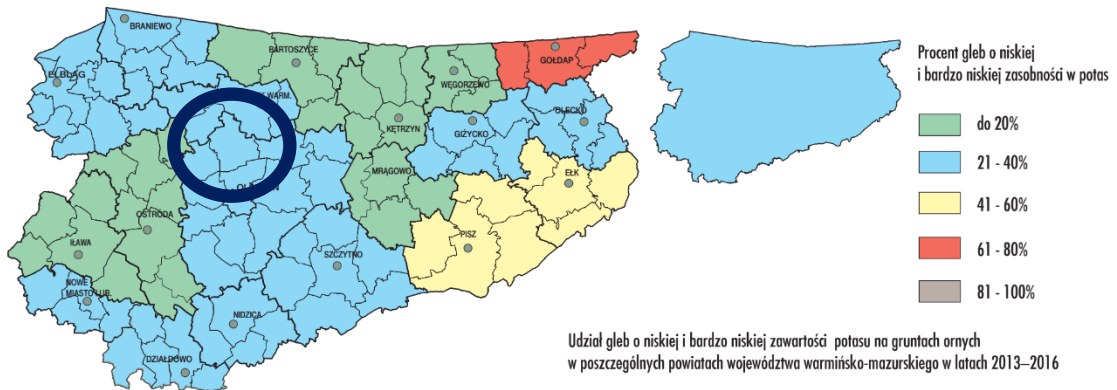 BRANIEWO
BARTOSZYCE
GOŁDAP
WĘGORZEWO
ELBLĄG
WARM.
OLECKO
KĘTRZYN
GIŻYCKO
MRĄGOWO
EŁK
OSTRÓDA
PISZ
IŁAWA
SZCZYTNO
NOWE
MIASTO LUB.
NIDZICA
DZIAŁDOWO
Procent gleb o niskiej
i bardzo niskiej zasobności w potas
do 20%
21 - 40%
41 - 60%
61 - 80%
81 - 100%
Udział gleb o niskiej i bardzo niskiej zawartości potasu na gruntach ornych
w poszczególnych powiatach województwa warmińsko-mazurskiego w latach 2013–2016